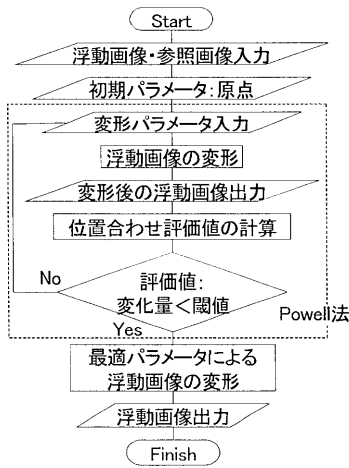 Start
浮動画像・参照画像入力
初期パラメータ:原点
変形パラメータ入力
浮動画像の変形
変形後の浮動画像出力
位置合わせ評価値の計算
No
評価値:
変化量<閾値
Yes
Powell法
最適パラメータによる
浮動画像の変形
浮動画像出力
Finish